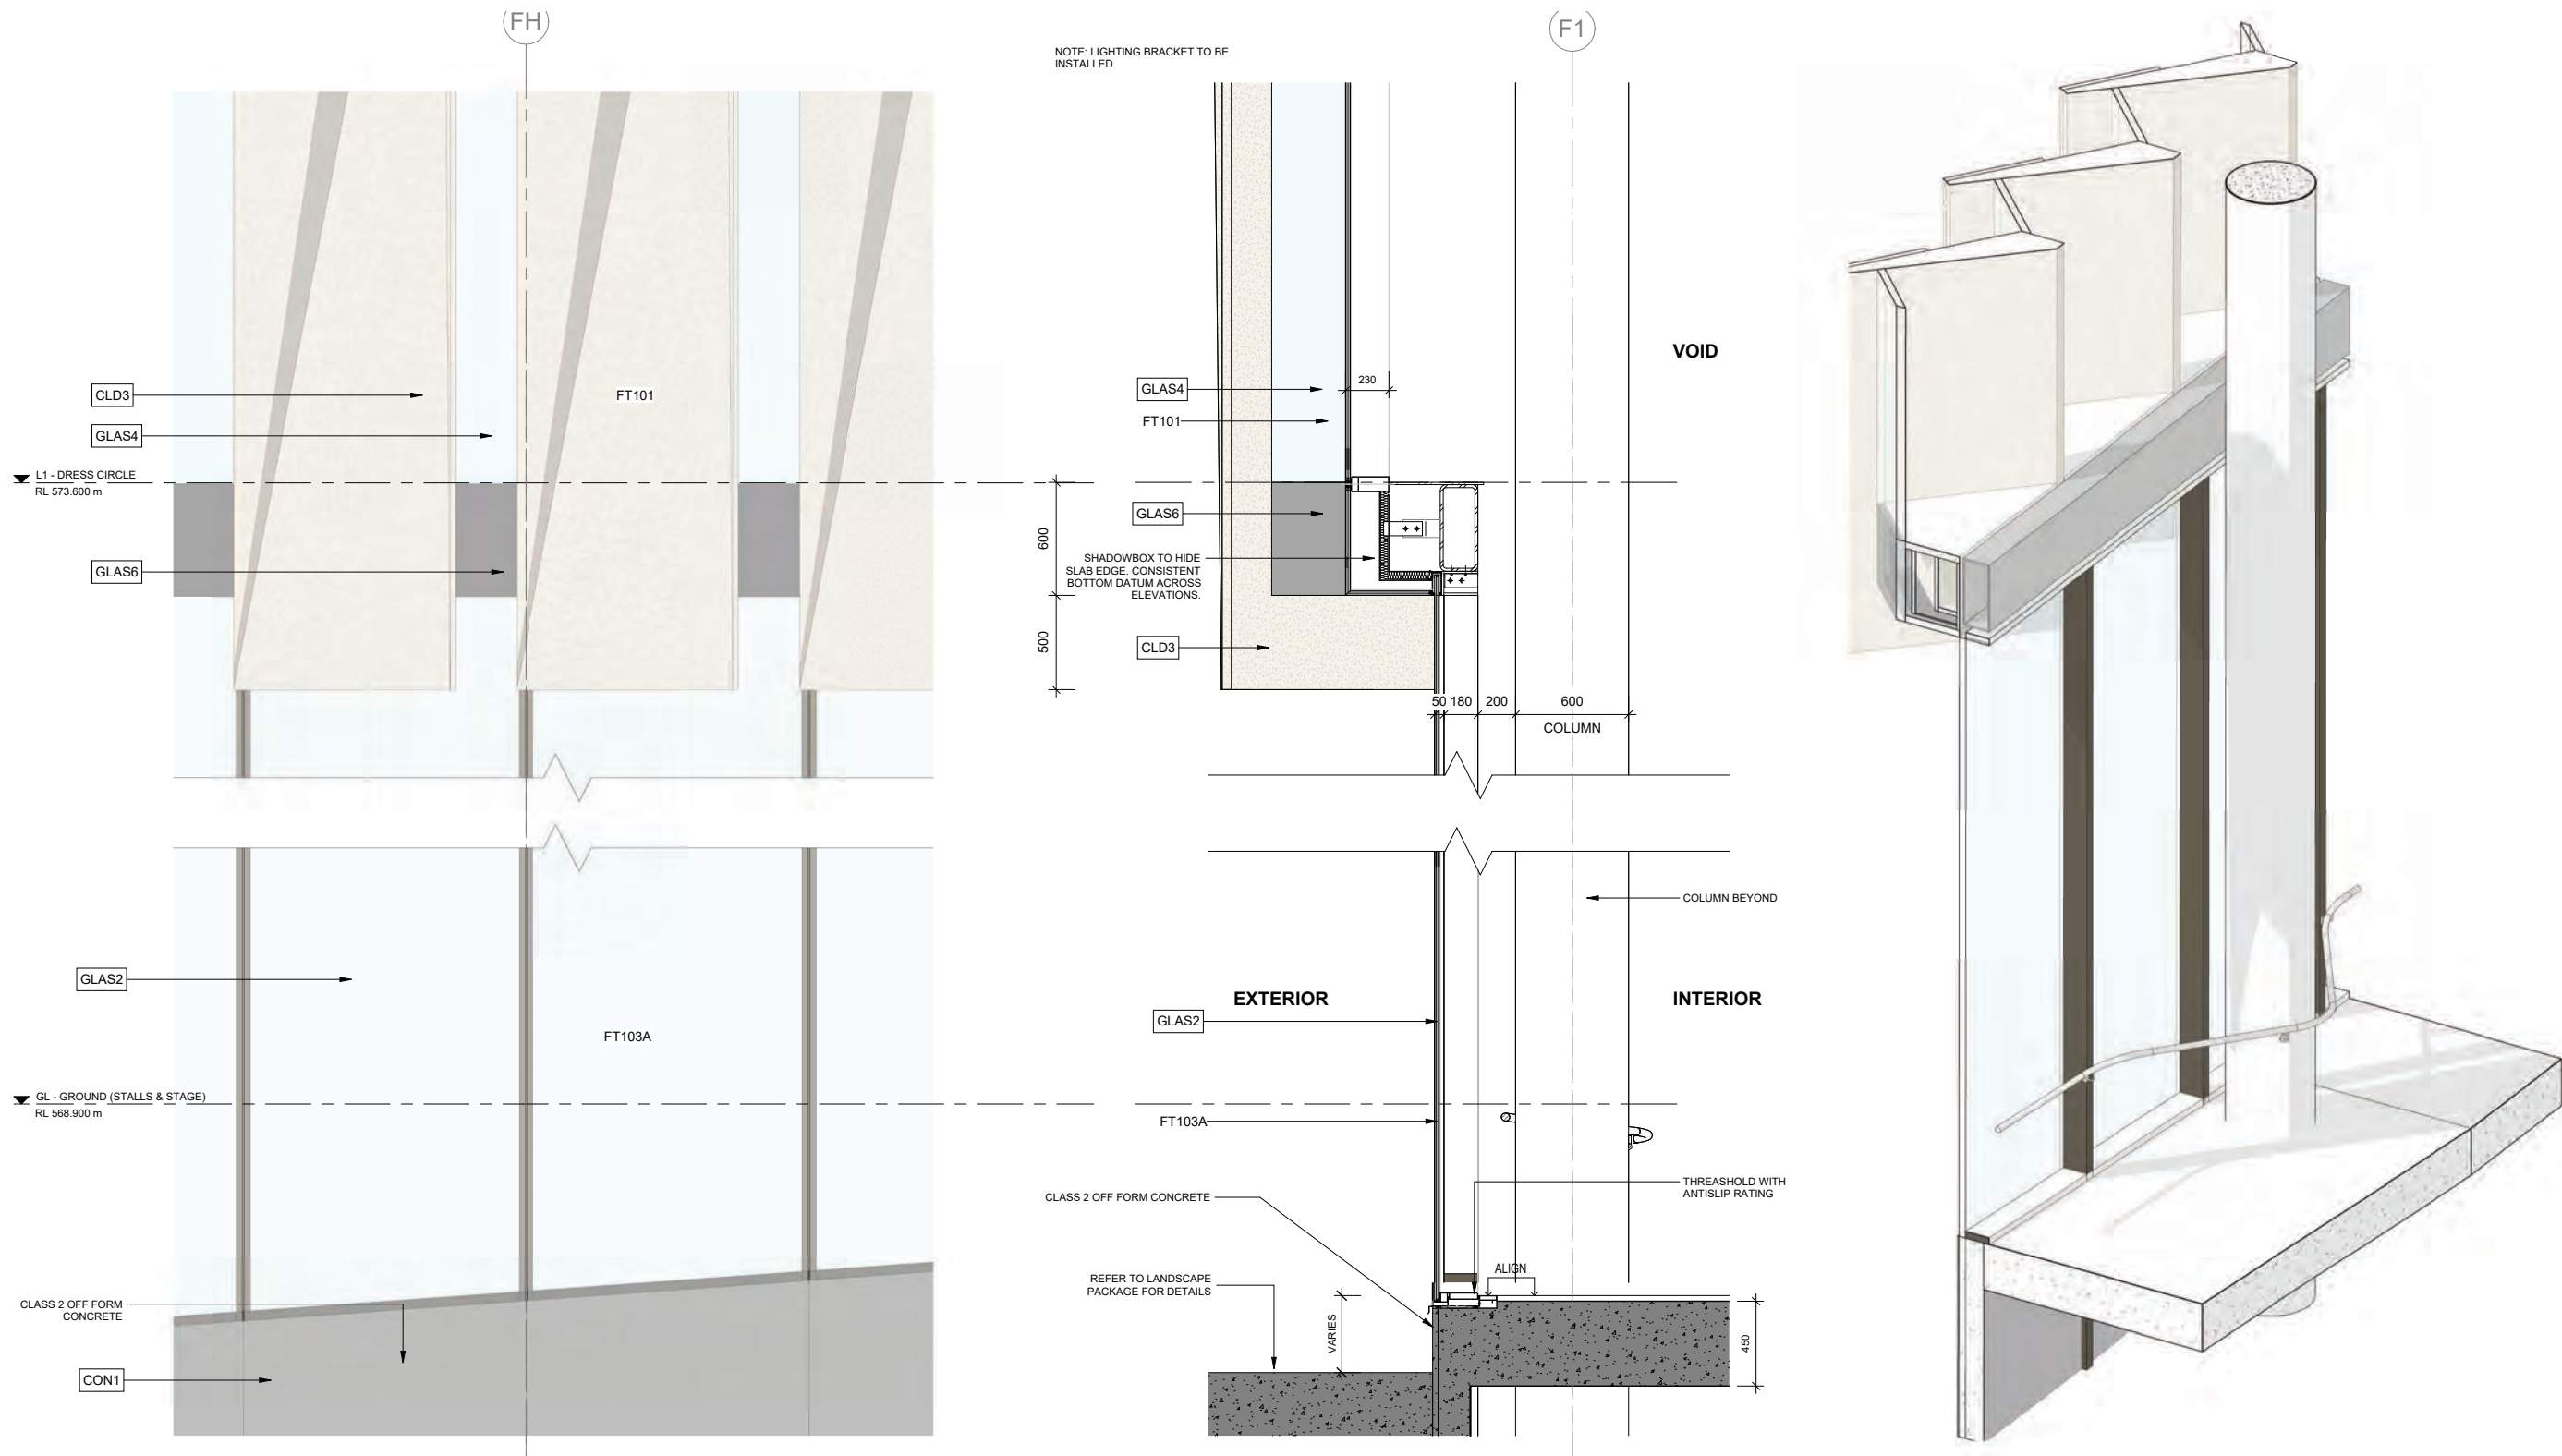 FH
CLD3
FT101
GLAS4
L1 - DRESS CIRCLE
RL 573.600 m
GLAS6
GLAS2
FT103A
GL - GROUND (STALLS & STAGE)
RL 568.900 m
CLASS 2 OFF FORM
CONCRETE
CON1
F1
NOTE: LIGHTING BRACKET TO BE
INSTALLED
VOID
GLAS4
230
FT101
GLAS6
600
SHADOWBOX TO HIDE
SLAB EDGE. CONSISTENT
BOTTOM DATUM ACROSS
ELEVATIONS.
500
CLD3
50 180 200 600
COLUMN
COLUMN BEYOND
EXTERIOR
INTERIOR
GLAS2
FT103A
THREASHOLD WITH
ANTISLIP RATING
CLASS 2 OFF FORM CONCRETE
ALIGN
REFER TO LANDSCAPE
PACKAGE FOR DETAILS
VARIES
450